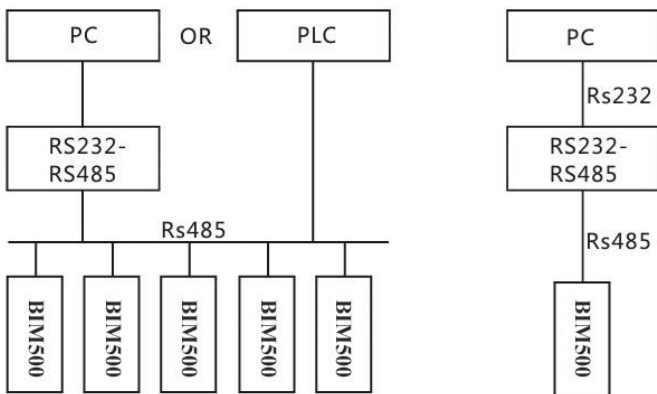 PC OR PLC
RS232-
RS485
Rs485
BIM500 BIM500 BIM500 BIM500 BIM500
PC
Rs232
RS232-
RS485
Rs485
BIM500